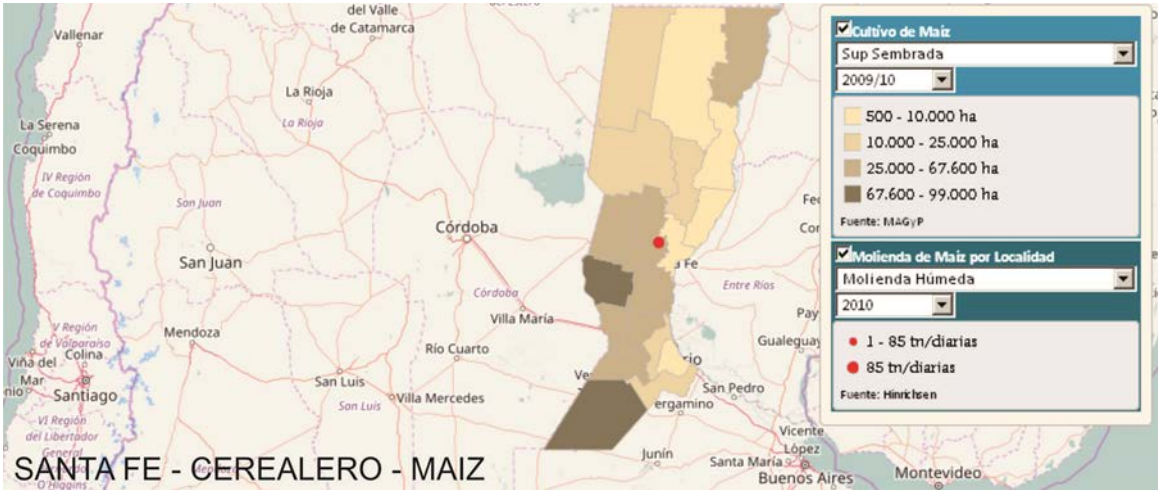 del Valle
de Catamarca
Vallenar
La Rioja
La Rioja
La Serena
Coquimbo
IV Región
de Coquimbo
San Juan
San Juan
Córdoba
Córdoba
Villa María
a Fe
Entre Ríos
Mendoza
V Región
de Valparaíso
Colina
Viña del
Mar
Santiago
VI Región
del Libertador
General
O'Higgins
San Luis
San Luis
Río Cuarto
Villa Mercedes
rio
San Pedro
ergamino
Gualeguay
Junín
Vicente
López
Santa María
Buenos Aires
Montevideo
SANTA FE - CEREALERO - MAIZ
Cultivo de Maiz
Sup Sembrada
2009/10
500 - 10.000 ha
10.000 - 25.000 ha
25.000 - 67.600 ha
67.600 - 99.000 ha
Fuente: MAGyP
Molienda de Maiz por Localidad
Molienda Húmeda
2010
1 - 85 tn/diarias
85 tn/diarias
Fuente: Hinrichsen